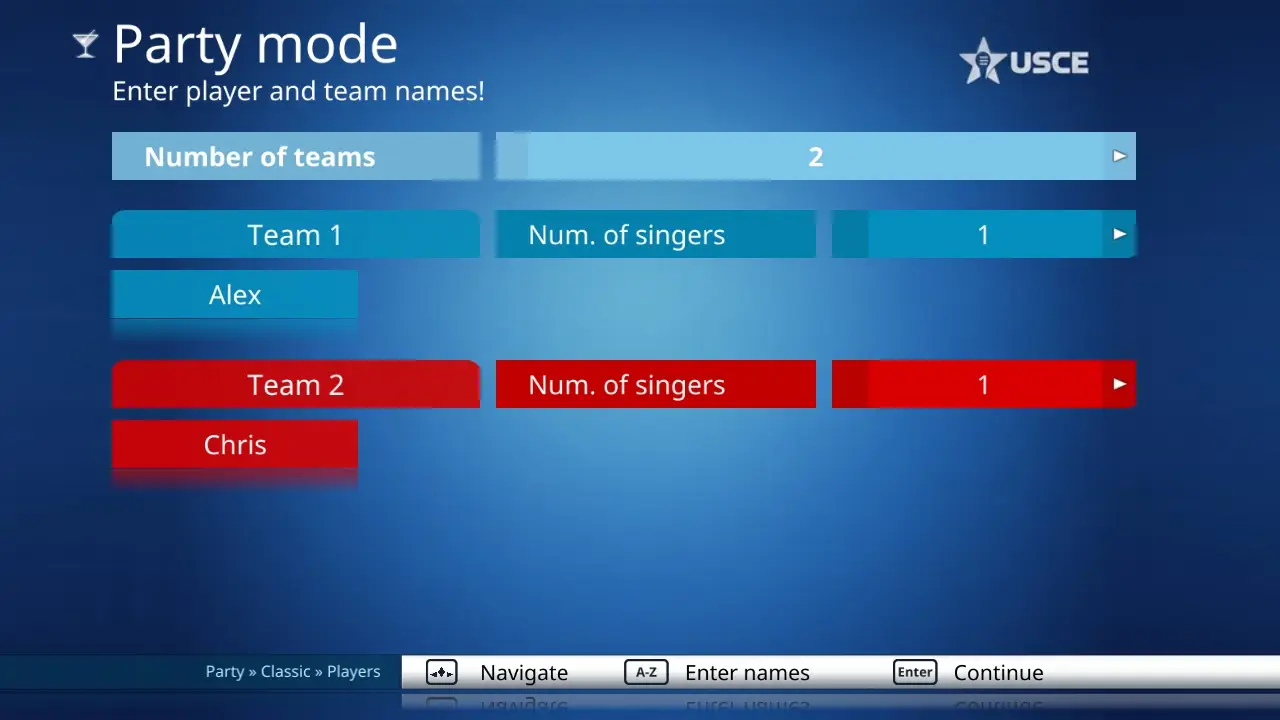 Party mode
USCE
Enter player and team names!
Number of teams 2
Team 1 Num. of singers 1
Alex
Team 2 Num. of singers 1
Chris
Party » Classic » Players Navigate A-Z Enter names Enter Continue